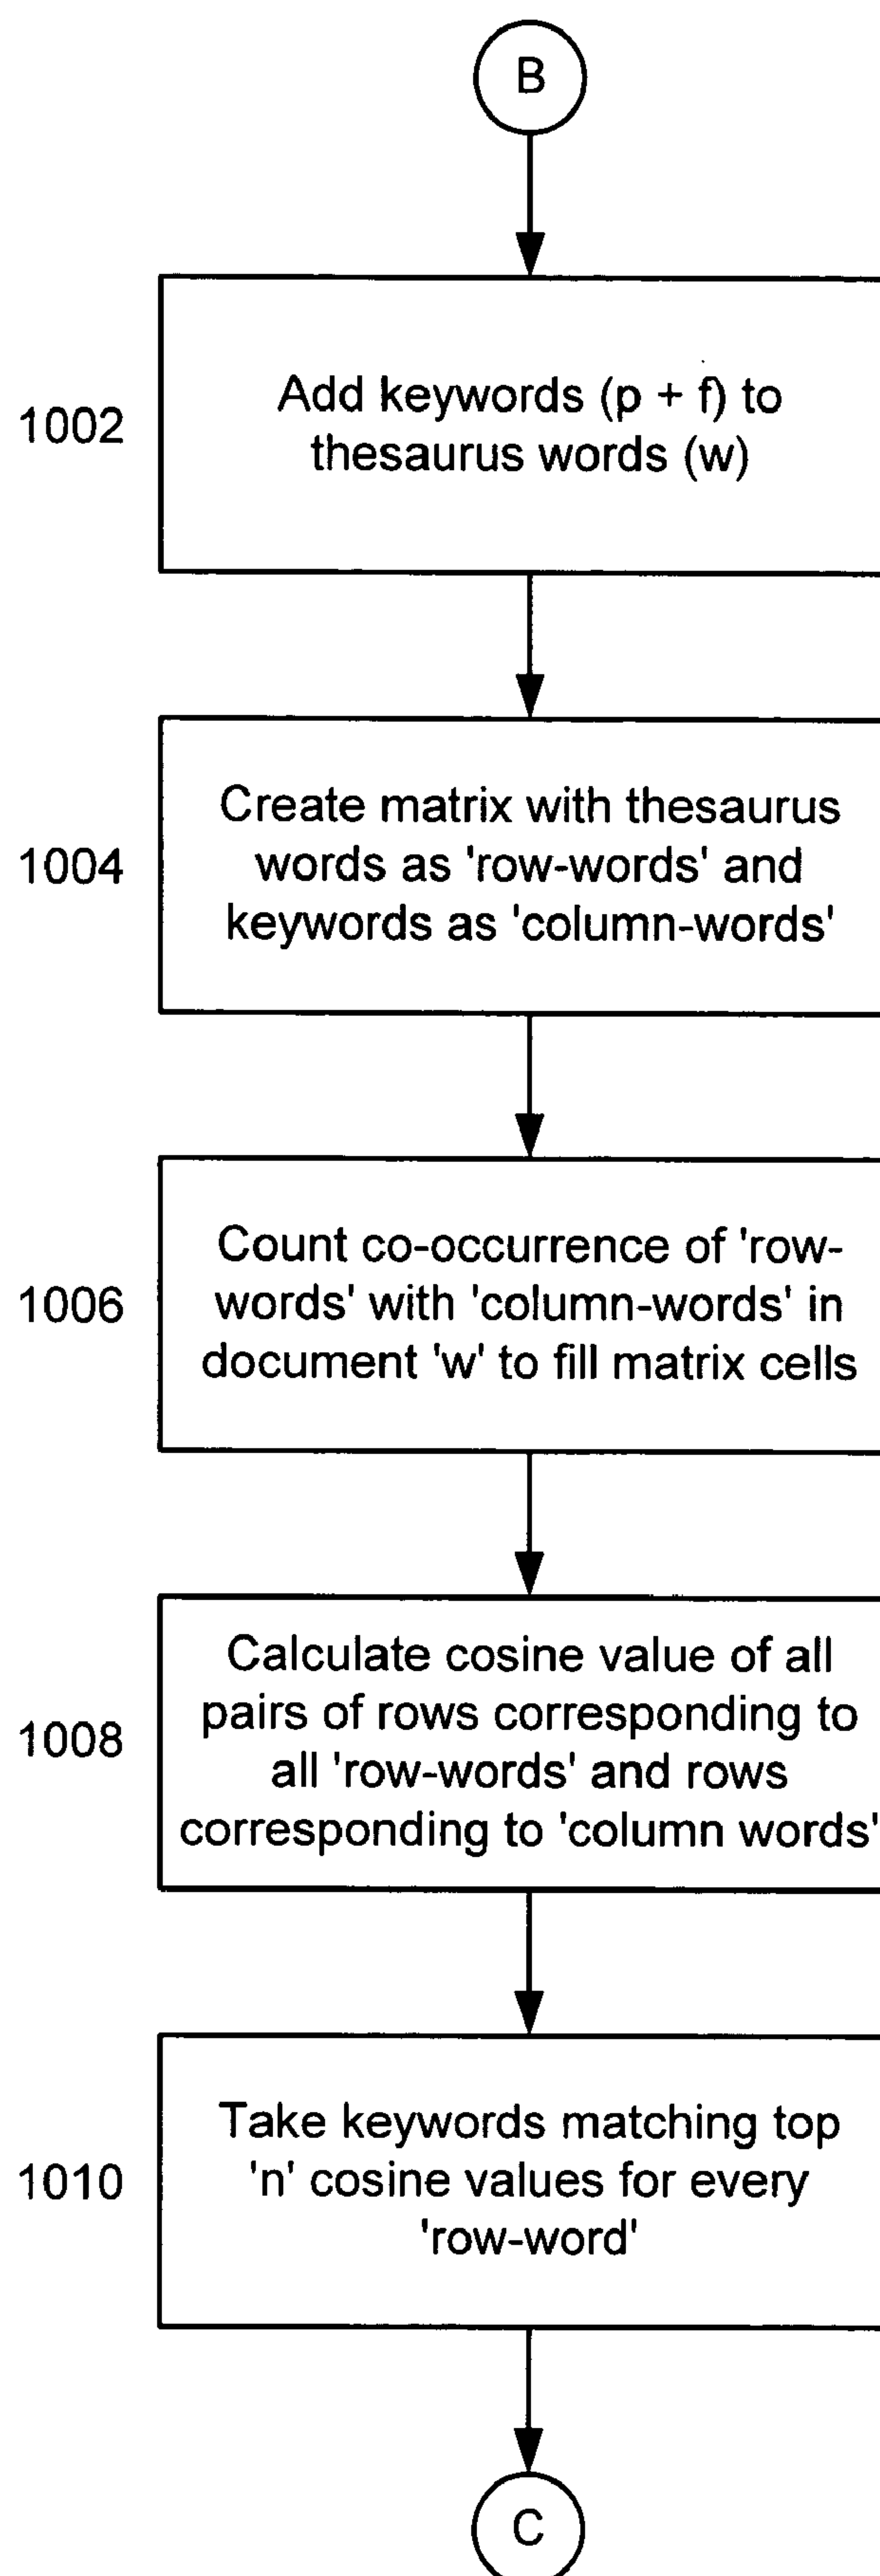 B
1002
Add keywords (p + f) to
thesaurus words (w)
1004
Create matrix with thesaurus
words as 'row-words' and
keywords as 'column-words'
1006
Count co-occurrence of 'row-
words' with 'column-words' in
document 'w' to fill matrix cells
1008
Calculate cosine value of all
pairs of rows corresponding to
all 'row-words' and rows
corresponding to 'column words'
1010
Take keywords matching top
'n' cosine values for every
'row-word'
C